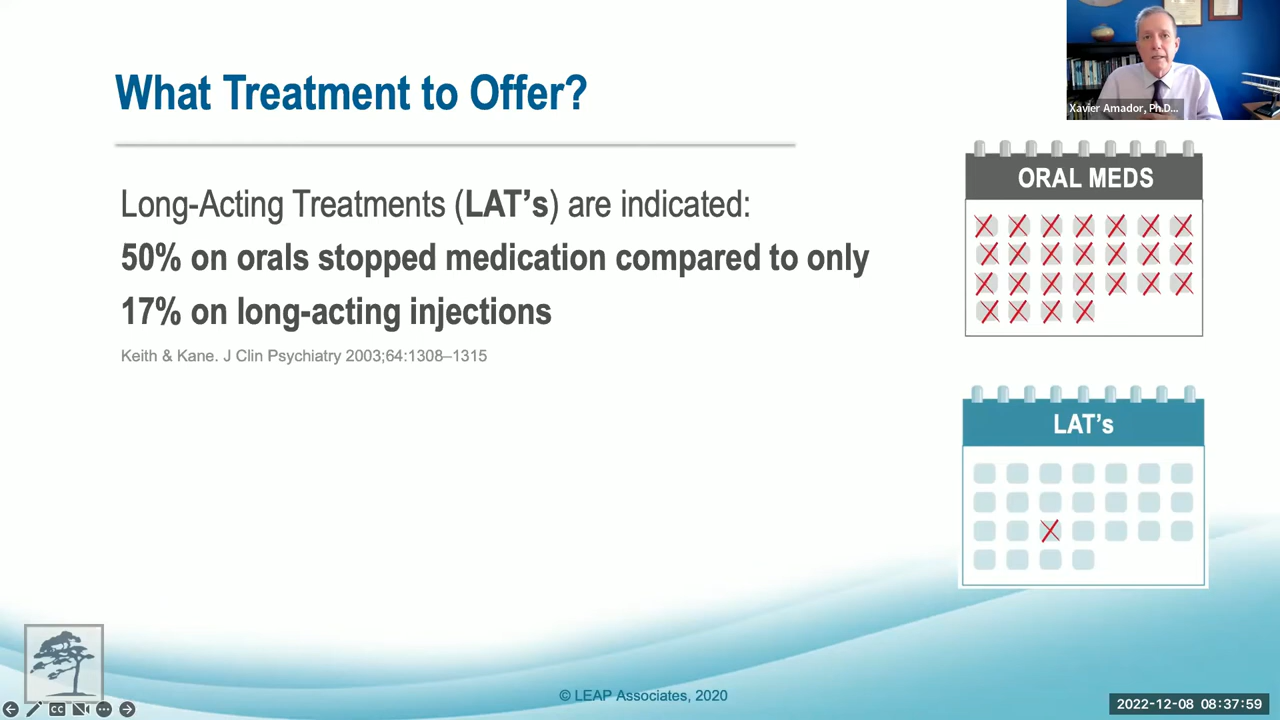 What Treatment to Offer?
Xavier Amador, Ph.D...
Long-Acting Treatments (LAT’s) are indicated:
50% on orals stopped medication compared to only
17% on long-acting injections
Keith & Kane. J Clin Psychiatry 2003;64:1308–1315
ORAL MEDS
LAT’s
© LEAP Associates, 2020
CC
2022-12-08 08:37:59